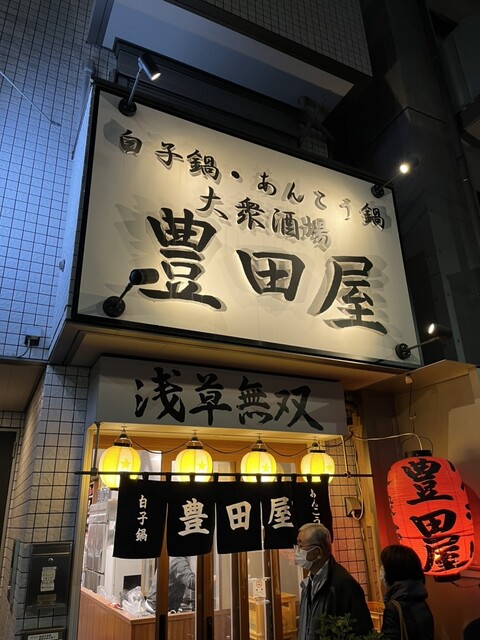 白子鍋・あんこう鍋
大衆酒場
豊田屋
浅草無双
白子鍋
豊田屋
あんこう
豊田屋